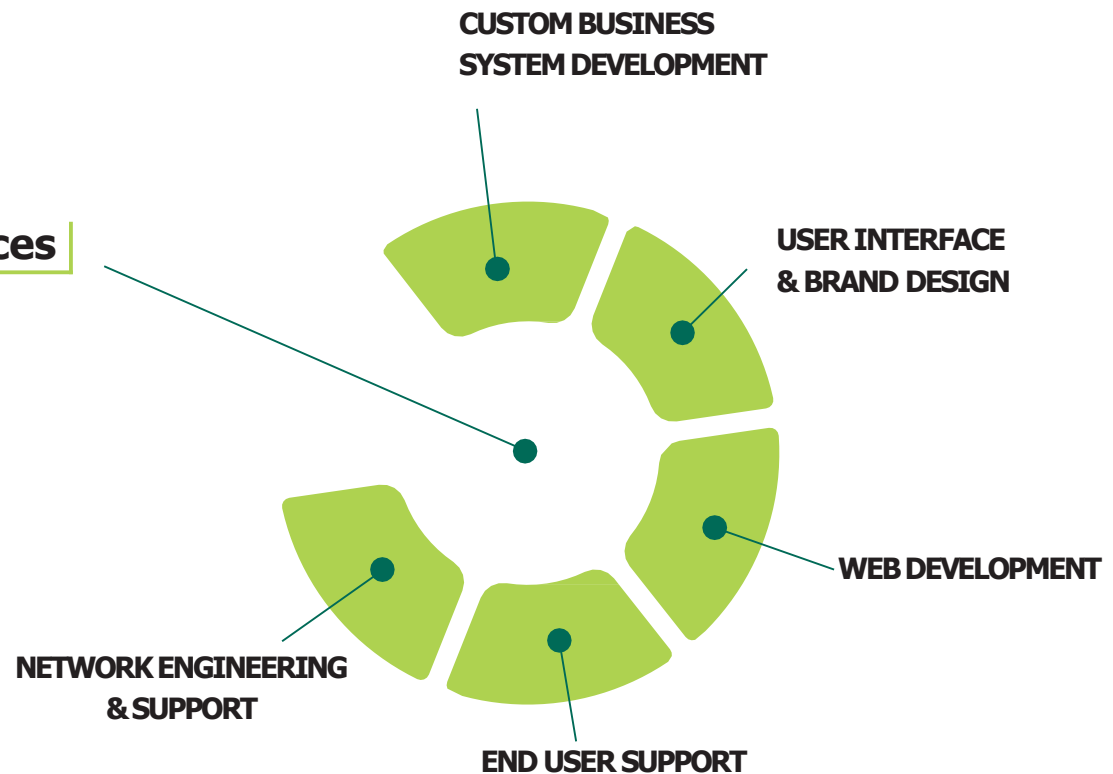 CUSTOM BUSINESS
SYSTEM DEVELOPMENT
ces
USER INTERFACE
& BRAND DESIGN
WEB DEVELOPMENT
NETWORK ENGINEERING
& SUPPORT
END USER SUPPORT